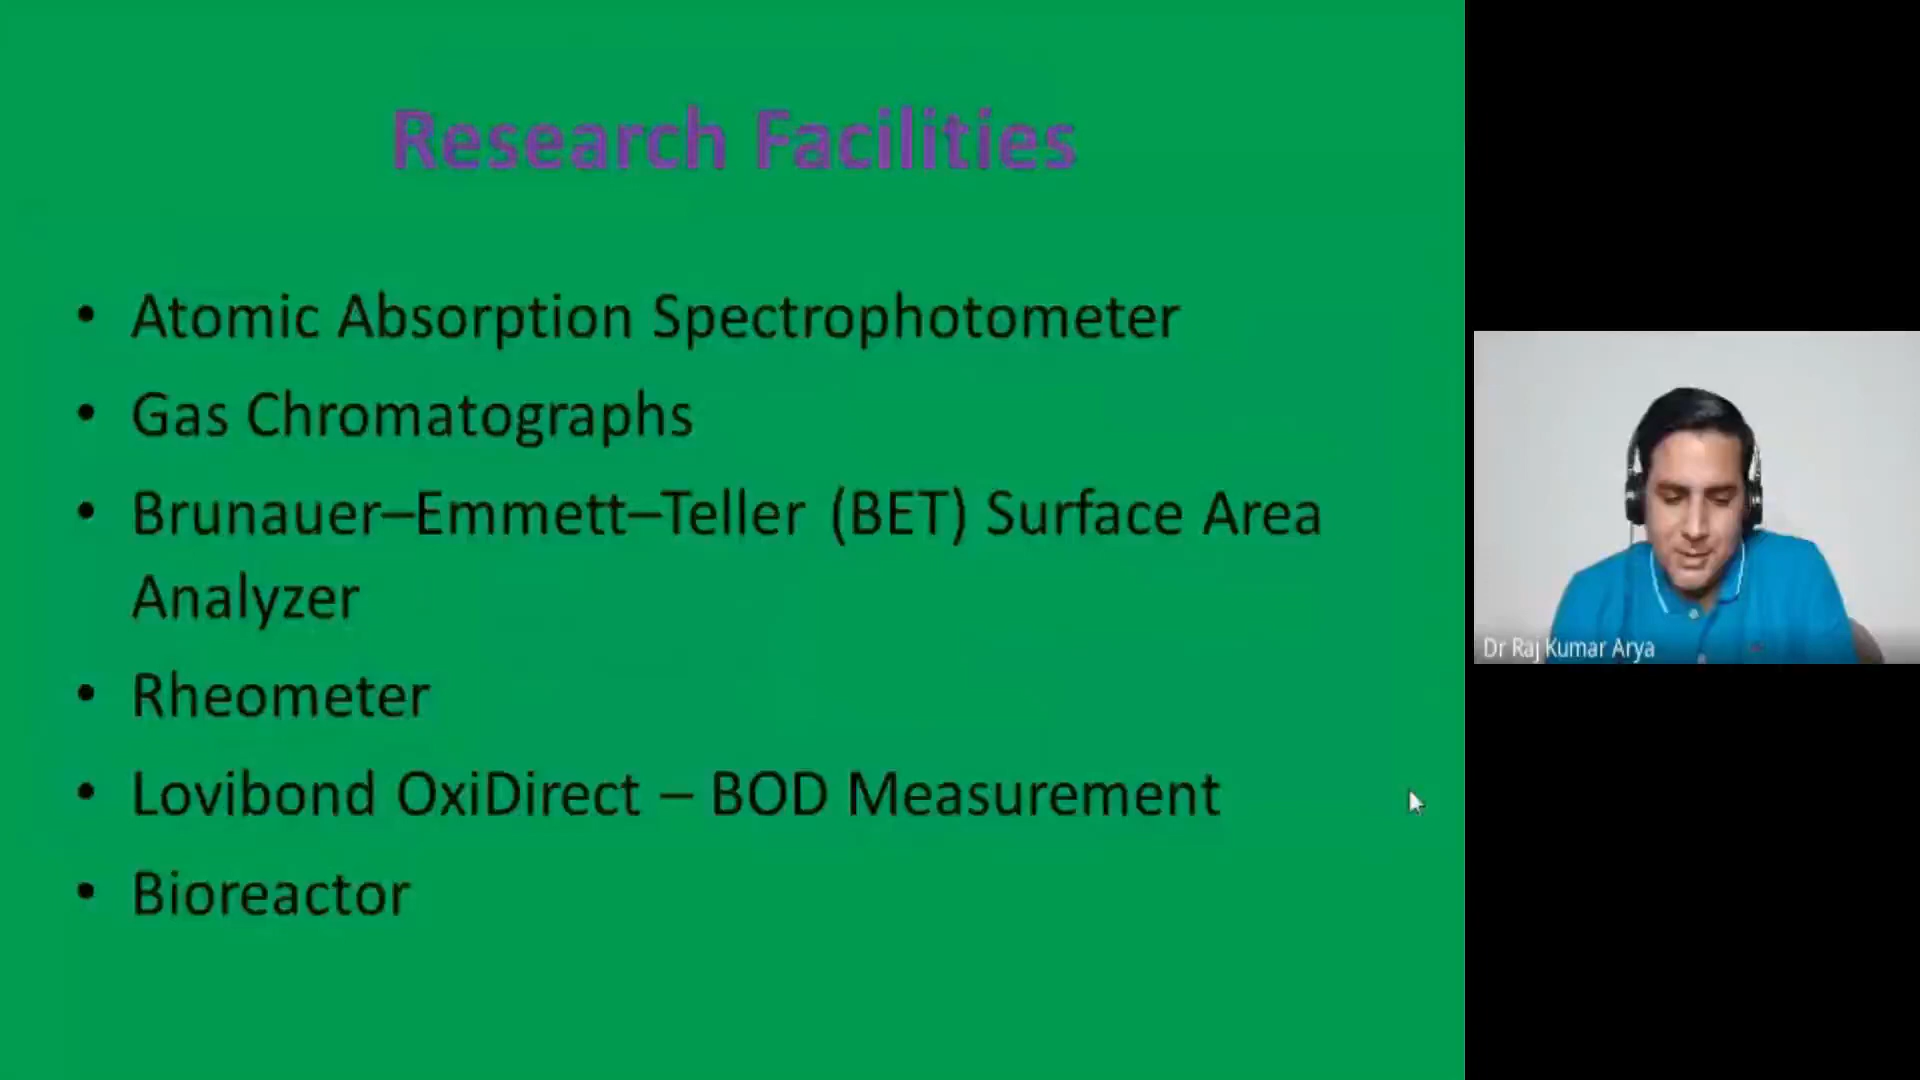 Research Facilities
• Atomic Absorption Spectrophotometer
• Gas Chromatographs
• Brunauer–Emmett–Teller (BET) Surface Area
Analyzer
• Rheometer
• Lovibond OxiDirect – BOD Measurement
• Bioreactor
Dr Raj Kumar Arya